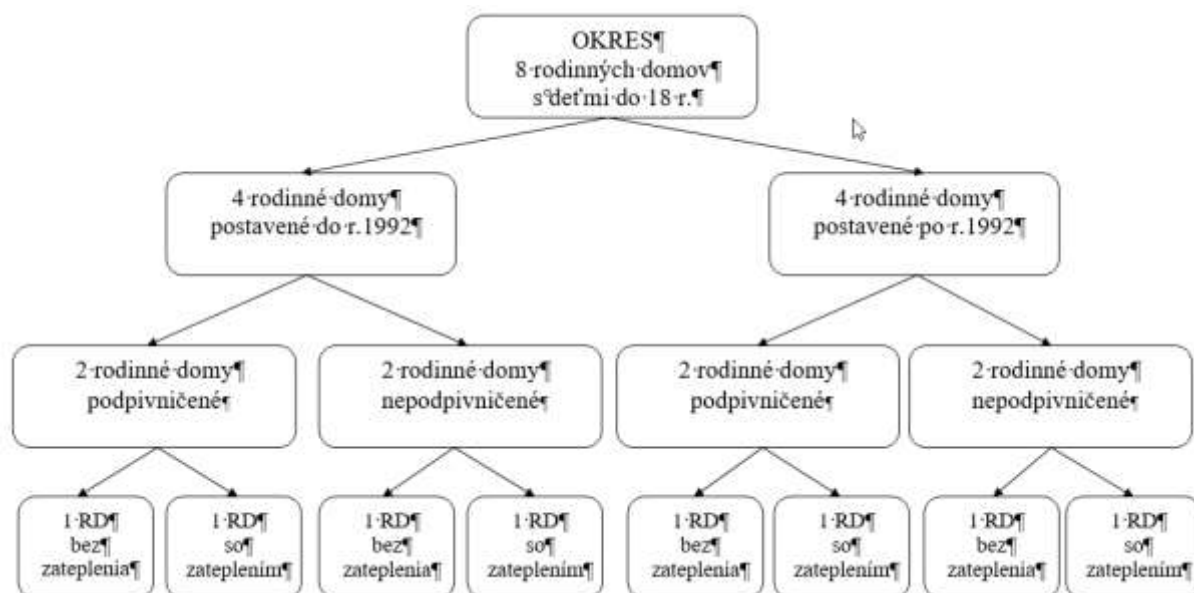 OKRES¶
8·rodinných·domov¶
s°deťmi·do·18·r.¶
4·rodinné·domy¶
postavené·do·r.1992¶
4·rodinné·domy¶
postavené·po·r.1992¶
2·rodinné·domy¶
podpivničené¶
2·rodinné·domy¶
nepodpivničené¶
2·rodinné·domy¶
podpivničené¶
2·rodinné·domy¶
nepodpivničené¶
1·RD¶
bez¶
zateplenia¶
1·RD¶
so¶
zateplením¶
1·RD¶
bez¶
zateplenia¶
1·RD¶
so¶
zateplením¶
1·RD¶
bez¶
zateplenia¶
1·RD¶
so¶
zateplením¶
1·RD¶
bez¶
zateplenia¶
1·RD¶
so¶
zateplením¶